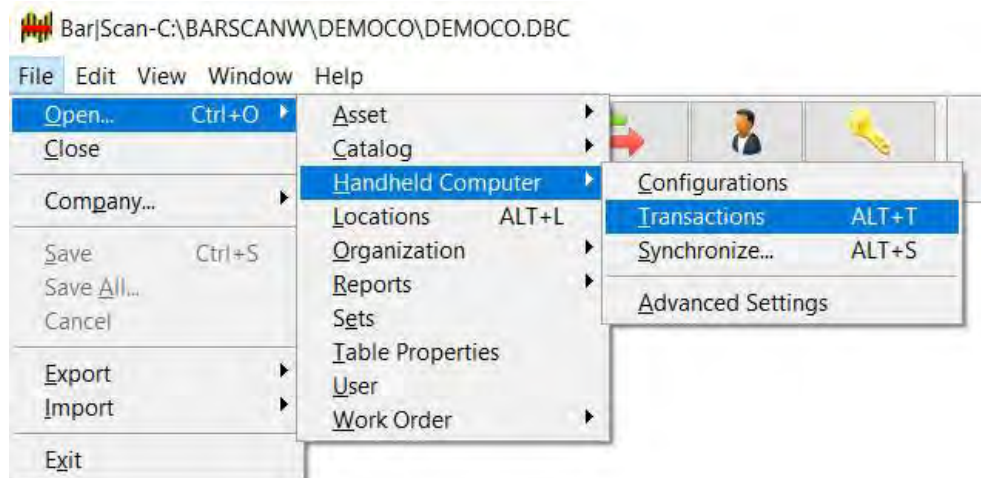 Bar|Scan-C:\BARSCANW\DEMOCO\DEMOCO.DBC
File Edit View Window Help
Open... Ctrl+O
Close
Company...
Save Ctrl+S
Save All...
Cancel
Export
Import
Exit
Asset
Catalog
Handheld Computer
Locations ALT+L
Organization
Reports
Sets
Table Properties
User
Work Order
Configurations
Transactions ALT+T
Synchronize... ALT+S
Advanced Settings